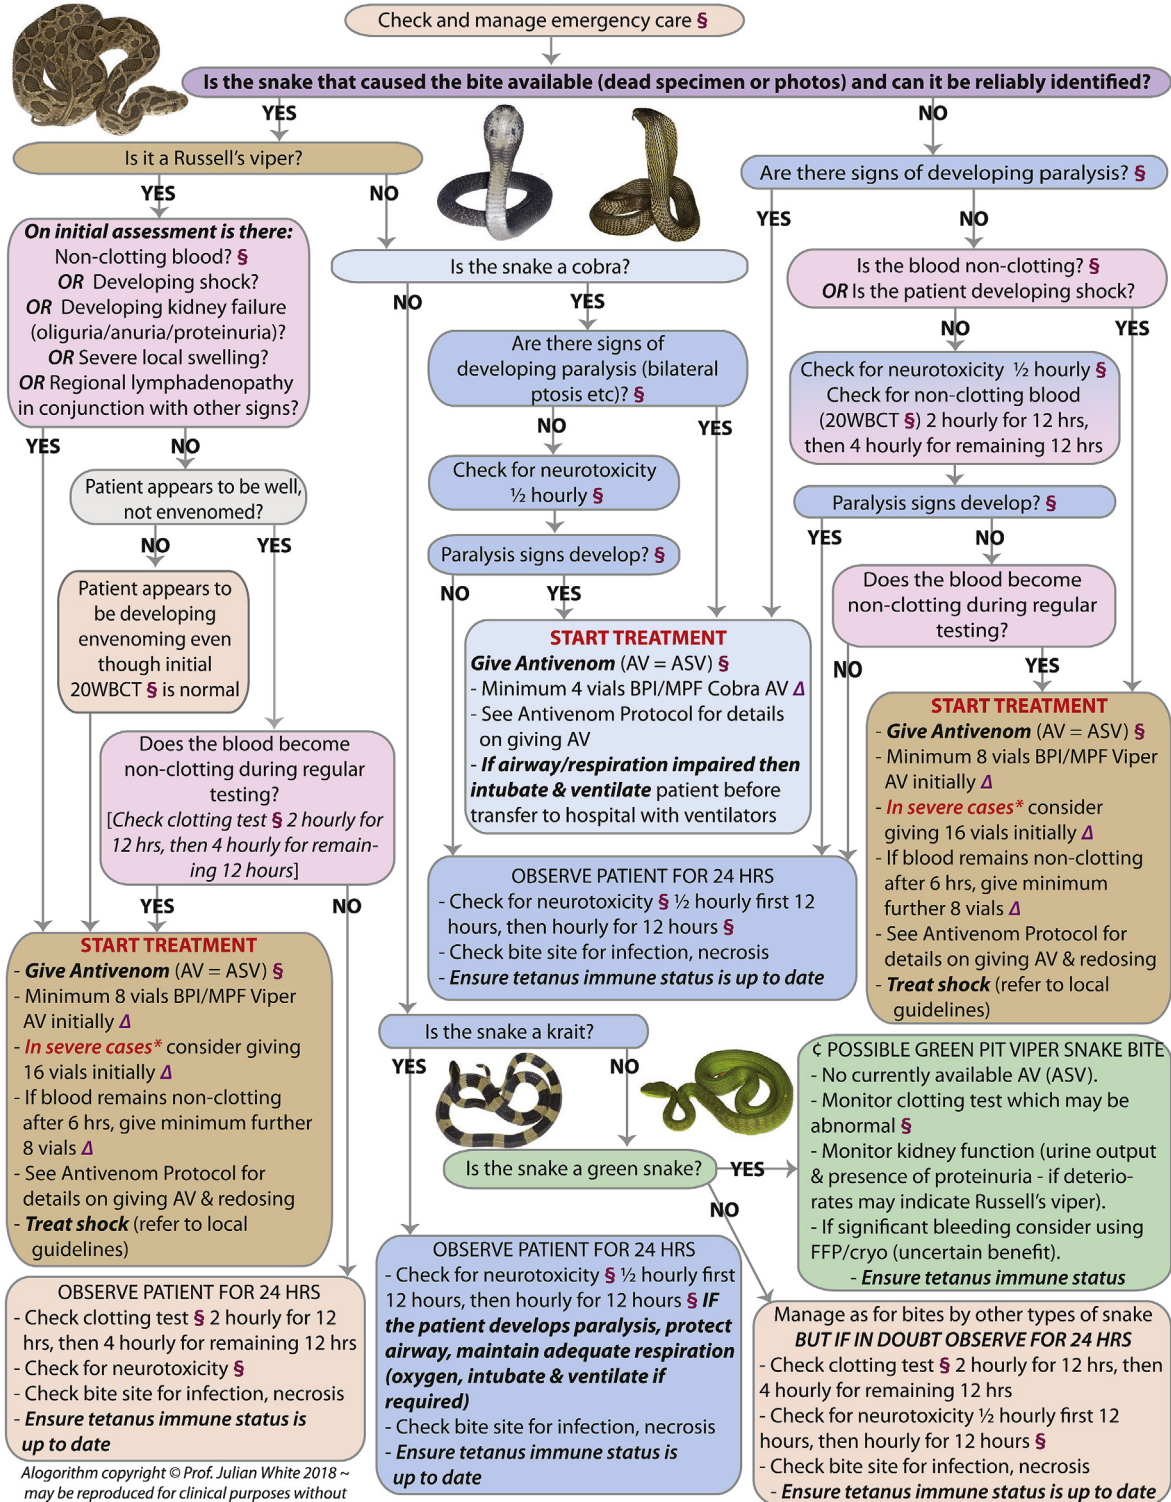 Check and manage emergency care §
Is the snake that caused the bite available (dead specimen or photos) and can it be reliably identified?
YES
NO
Is it a Russell's viper?
YES
NO
On initial assessment is there:
Non-clotting blood? §
OR Developing shock?
OR Developing kidney failure
(oliguria/anuria/proteinuria)?
OR Severe local swelling?
OR Regional lymphadenopathy
in conjunction with other signs?
YES
NO
Patient appears to be well,
not envenomed?
NO
YES
Patient appears to
be developing
envenoming even
though initial
20WBCT § is normal
Does the blood become
non-clotting during regular
testing?
[Check clotting test § 2 hourly for
12 hrs, then 4 hourly for remain-
ing 12 hours]
YES
NO
START TREATMENT
- Give Antivenom (AV = ASV) §
- Minimum 8 vials BPI/MPF Viper
AV initially Δ
- In severe cases* consider giving
16 vials initially Δ
- If blood remains non-clotting
after 6 hrs, give minimum further
8 vials Δ
- See Antivenom Protocol for
details on giving AV & redosing
- Treat shock (refer to local
guidelines)
OBSERVE PATIENT FOR 24 HRS
- Check clotting test § 2 hourly for 12
hrs, then 4 hourly for remaining 12 hrs
- Check for neurotoxicity §
- Check bite site for infection, necrosis
- Ensure tetanus immune status is
up to date
Alogorithm copyright © Prof. Julian White 2018 ~
may be reproduced for clinical purposes without
Is the snake a cobra?
NO
YES
Are there signs of
developing paralysis (bilateral
ptosis etc)? §
NO
YES
Check for neurotoxicity
½ hourly §
Paralysis signs develop? §
NO
YES
START TREATMENT
Give Antivenom (AV = ASV) §
- Minimum 4 vials BPI/MPF Cobra AV Δ
- See Antivenom Protocol for details
on giving AV
- If airway/respiration impaired then
intubate & ventilate patient before
transfer to hospital with ventilators
OBSERVE PATIENT FOR 24 HRS
- Check for neurotoxicity § ½ hourly first 12
hours, then hourly for 12 hours §
- Check bite site for infection, necrosis
- Ensure tetanus immune status is up to date
Is the snake a krait?
YES
NO
Is the snake a green snake?
YES
NO
OBSERVE PATIENT FOR 24 HRS
- Check for neurotoxicity § ½ hourly first
12 hours, then hourly for 12 hours § IF
the patient develops paralysis, protect
airway, maintain adequate respiration
(oxygen, intubate & ventilate if
required)
- Check bite site for infection, necrosis
- Ensure tetanus immune status is
up to date
Are there signs of developing paralysis? §
YES
NO
Is the blood non-clotting? §
OR Is the patient developing shock?
NO
YES
Check for neurotoxicity ½ hourly §
Check for non-clotting blood
(20WBCT §) 2 hourly for 12 hrs,
then 4 hourly for remaining 12 hrs
Paralysis signs develop? §
YES
NO
Does the blood become
non-clotting during regular
testing?
NO
YES
START TREATMENT
- Give Antivenom (AV = ASV) §
- Minimum 8 vials BPI/MPF Viper
AV initially Δ
- In severe cases* consider
giving 16 vials initially Δ
- If blood remains non-clotting
after 6 hrs, give minimum
further 8 vials Δ
- See Antivenom Protocol for
details on giving AV & redosing
- Treat shock (refer to local
guidelines)
¢ POSSIBLE GREEN PIT VIPER SNAKE BITE
- No currently available AV (ASV).
- Monitor clotting test which may be
abnormal §
- Monitor kidney function (urine output
& presence of proteinuria - if deterio-
rates may indicate Russell's viper).
- If significant bleeding consider using
FFP/cryo (uncertain benefit).
- Ensure tetanus immune status
Manage as for bites by other types of snake
BUT IF IN DOUBT OBSERVE FOR 24 HRS
- Check clotting test § 2 hourly for 12 hrs, then
4 hourly for remaining 12 hrs
- Check for neurotoxicity ½ hourly first 12
hours, then hourly for 12 hours §
- Check bite site for infection, necrosis
- Ensure tetanus immune status is up to date